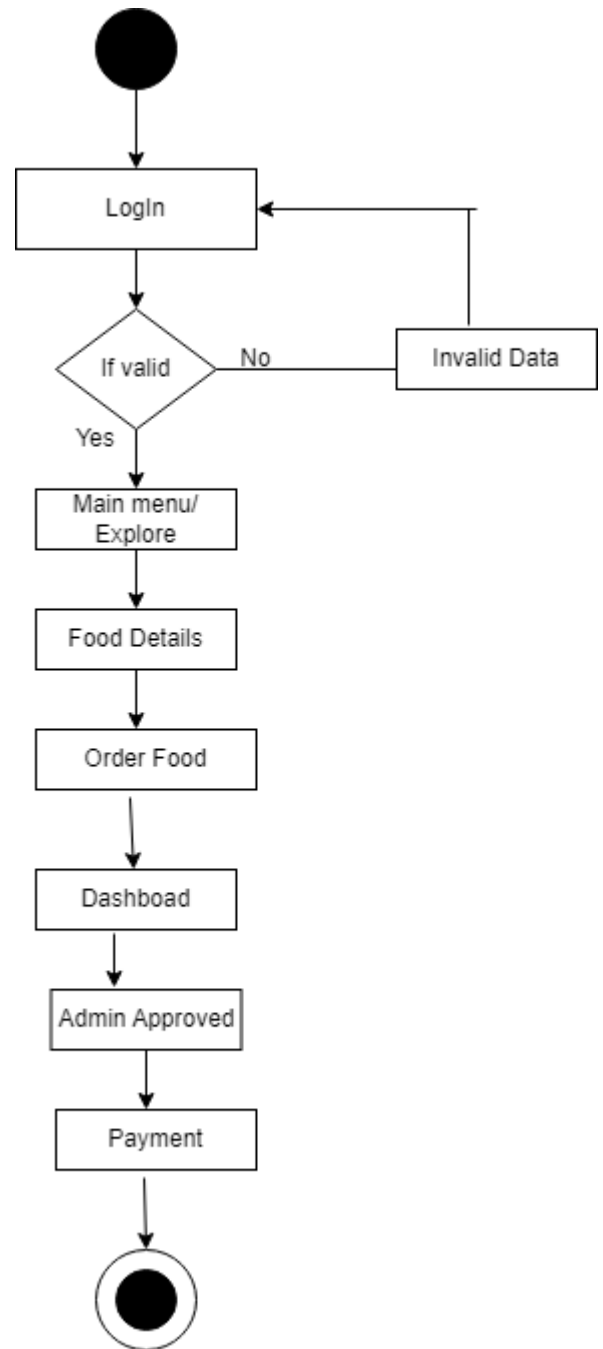 LogIn
If valid
No
Invalid Data
Yes
Main menu/
Explore
Food Details
Order Food
Dashboad
Admin Approved
Payment